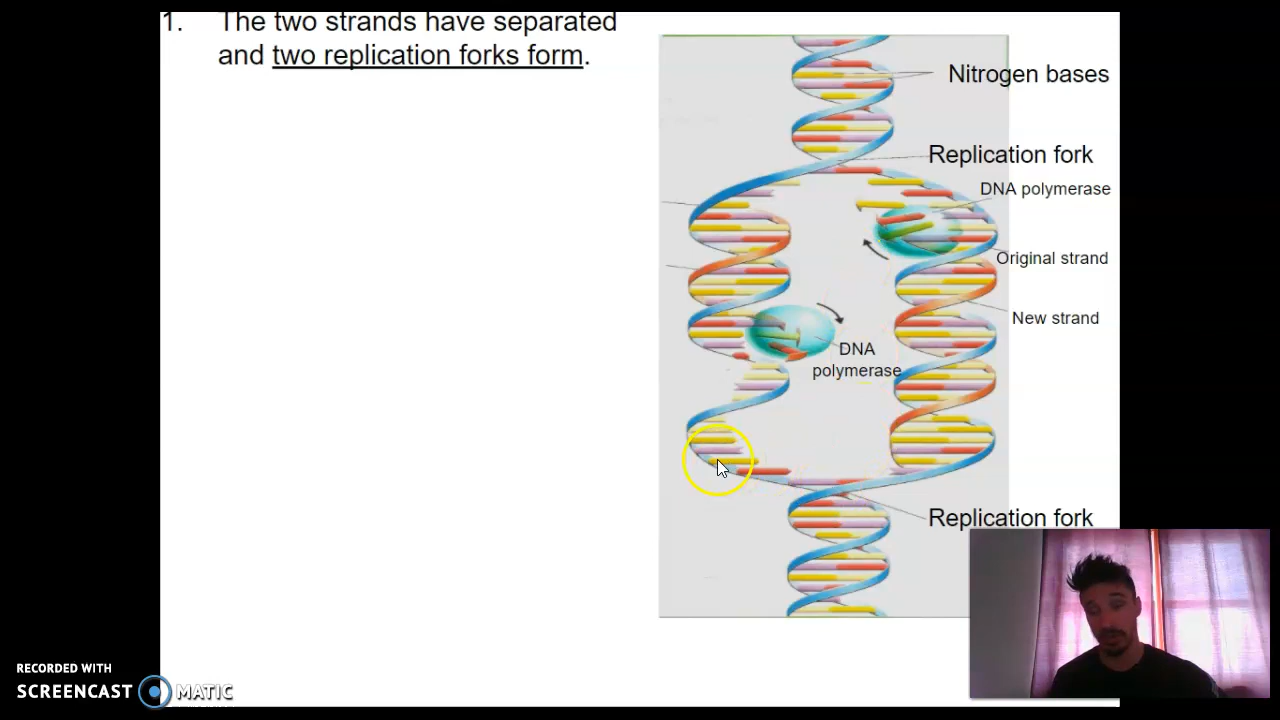 1. The two strands have separated
and two replication forks form.
Nitrogen bases
Replication fork
DNA polymerase
Original strand
New strand
DNA
polymerase
Replication fork
RECORDED WITH
SCREENCAST MATIC